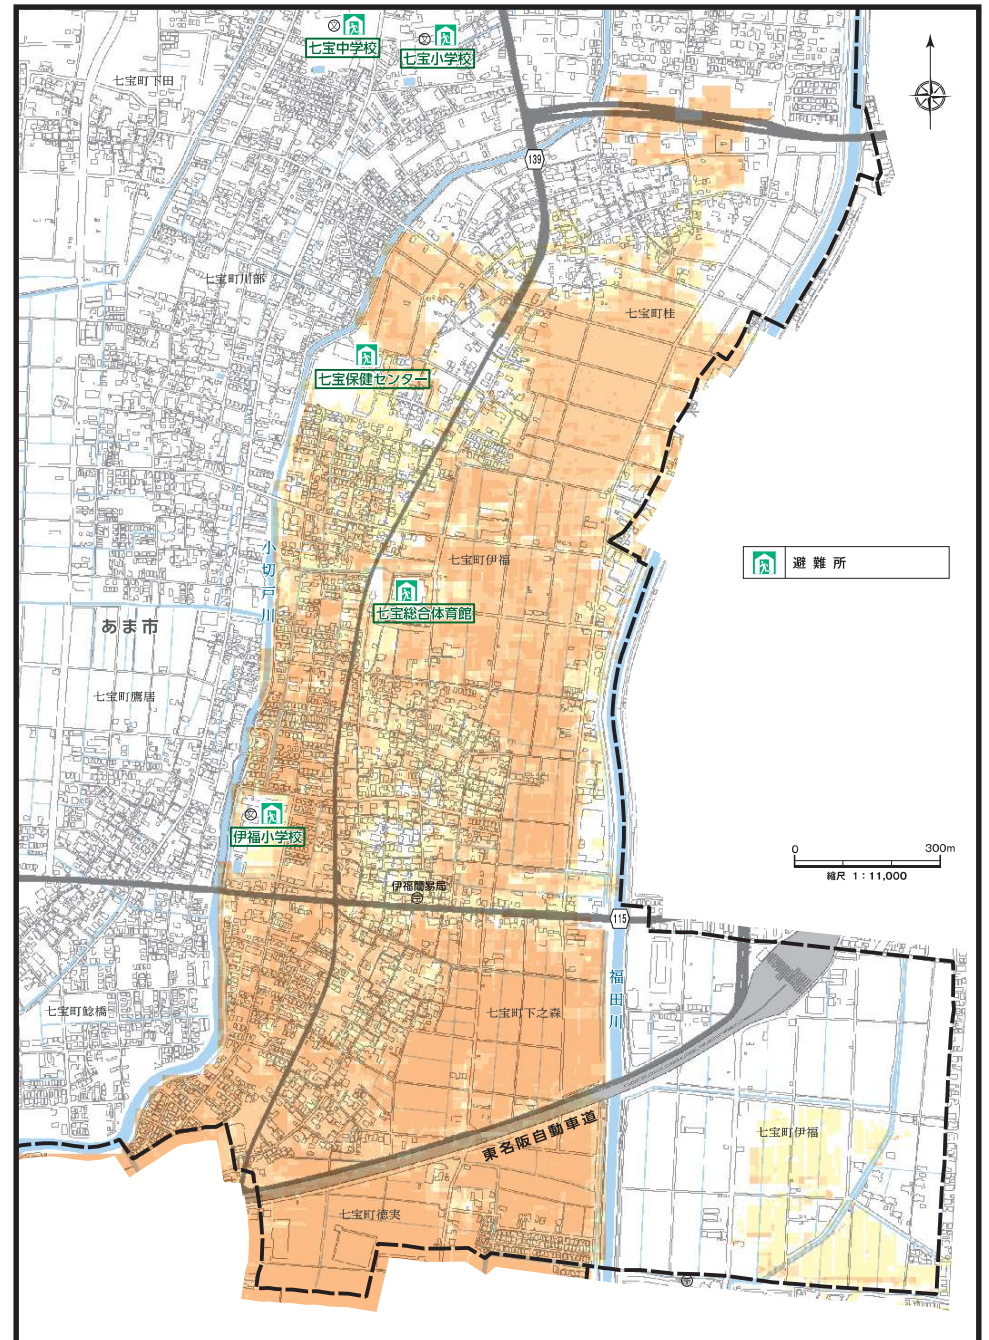 七宝中学校
七宝小学校
七宝町下田
139
七宝町川部
七宝町桂
七宝保健センター
小切戸川
七宝町伊福
避難所
七宝総合体育館
あま市
七宝町鷹居
伊福小学校
0 300m
縮尺 1:11,000
伊福簡易局
115
福田川
七宝町鯰橋
七宝町下之森
東名阪自動車道
七宝町伊福
七宝町徳実